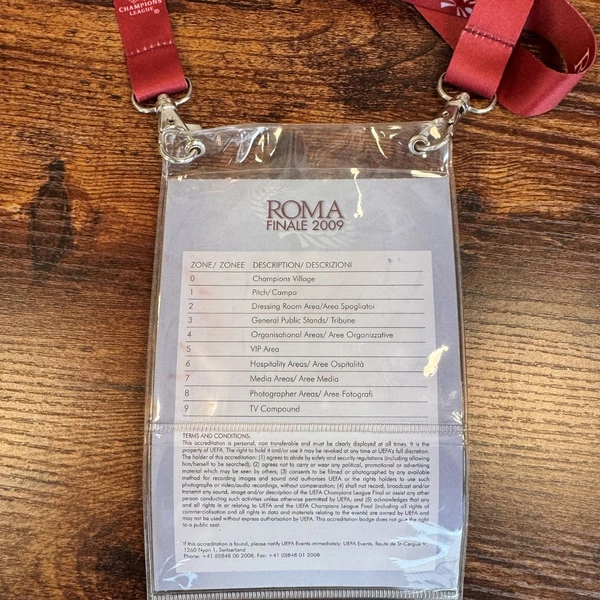 CHAMPIONS
LEAGUE®
ROMA
FINALE 2009
ZONE/ ZONEE DESCRIPTION/ DESCRIZIONI
0 Champions Village
1 Pitch/Campo
2 Dressing Room Area/Area Spogliatoi
3 General Public Stands/ Tribune
4 Organisational Areas/ Aree Organizzative
5 VIP Area
6 Hospitality Areas/ Aree Ospitalità
7 Media Areas/ Aree Media
8 Photographer Areas/ Aree Fotografi
9 TV Compound
TERMS AND CONDITIONS:
This accreditation is personal, non transferable and must be clearly displayed at all times. It is the
property of UEFA. The right to hold it and/or use it may be revoked at any time at UEFA's full discretion.
The holder of this accreditation: (1) agrees to abide by safety and security regulations (including allowing
him/herself to be searched); (2) agrees not to carry or wear any political, promotional or advertising
material which may be seen by others; (3) consents to be filmed or photographed by any available
method for recording images and sound and authorises UEFA or the rights holders to use such
photographs or video/audio recordings, without compensation; (4) shall not record, broadcast and/or
transmit any sound, image and/or description of the UEFA Champions League Final or assist any other
person conducting such activities unless otherwise permitted by UEFA; and (5) acknowledges that any
and all rights in or relating to UEFA and the UEFA Champions League Final (including all rights of
commercialisation and all rights in data and materials relating to the events) are owned by UEFA and
may not be used without express authorisation by UEFA. This accreditation badge does not give the right
to a public seat.
If this accreditation is found, please notify UEFA Events immediately: UEFA Events, Route de St-Cergue 9,
1260 Nyon 1, Switzerland
Phone: +41 (0)848 00 2008, Fax: +41 (0)848 01 2008